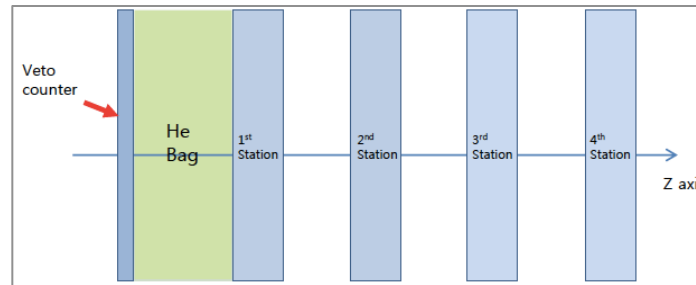 Veto
counter
He
Bag
1st
Station
2nd
Station
3rd
Station
4th
Station
Z axi